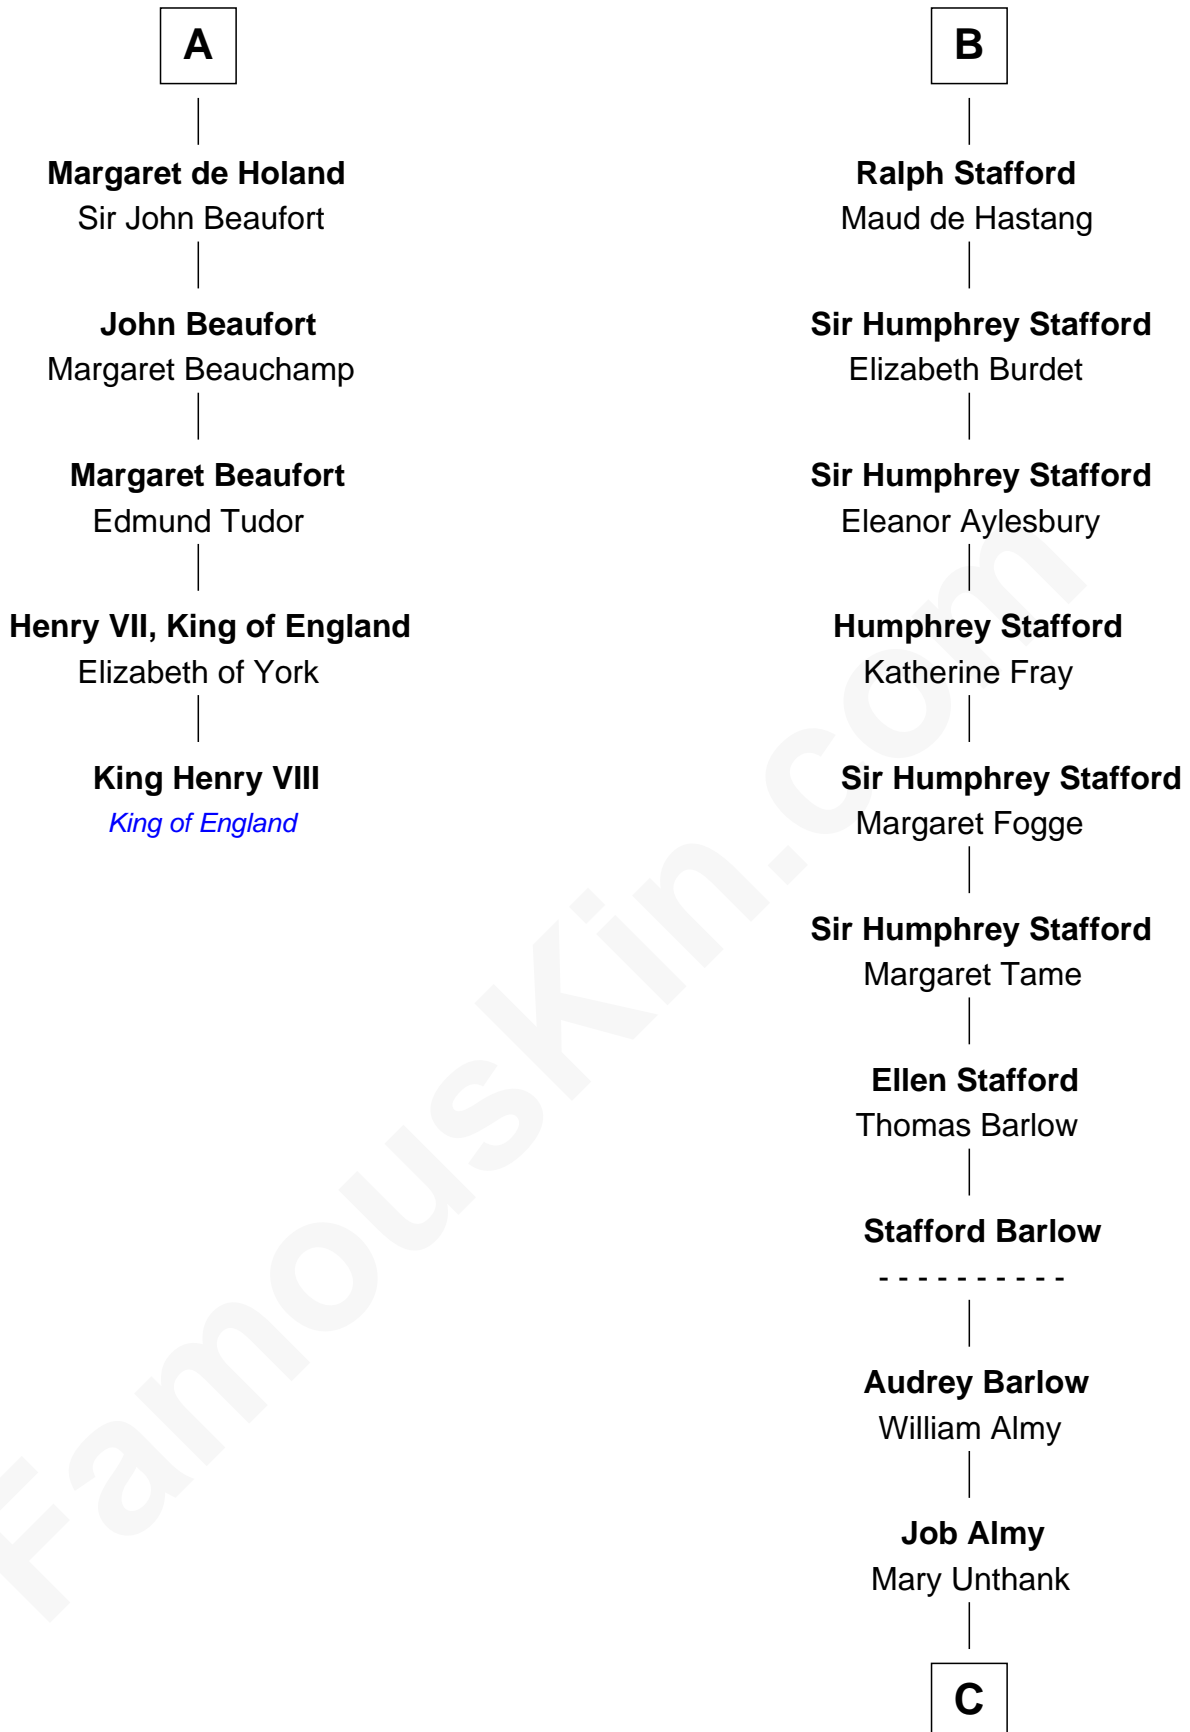 A
Margaret de Holand
Sir John Beaufort
John Beaufort
Margaret Beauchamp
Margaret Beaufort
Edmund Tudor
Henry VII, King of England
Elizabeth of York
King Henry VIII
King of England
B
Ralph Stafford
Maud de Hastang
Sir Humphrey Stafford
Elizabeth Burdet
Sir Humphrey Stafford
Eleanor Aylesbury
Humphrey Stafford
Katherine Fray
Sir Humphrey Stafford
Margaret Fogge
Sir Humphrey Stafford
Margaret Tame
Ellen Stafford
Thomas Barlow
Stafford Barlow
- - - - - - - - - -
Audrey Barlow
William Almy
Job Almy
Mary Unthank
C
FamousKin.com